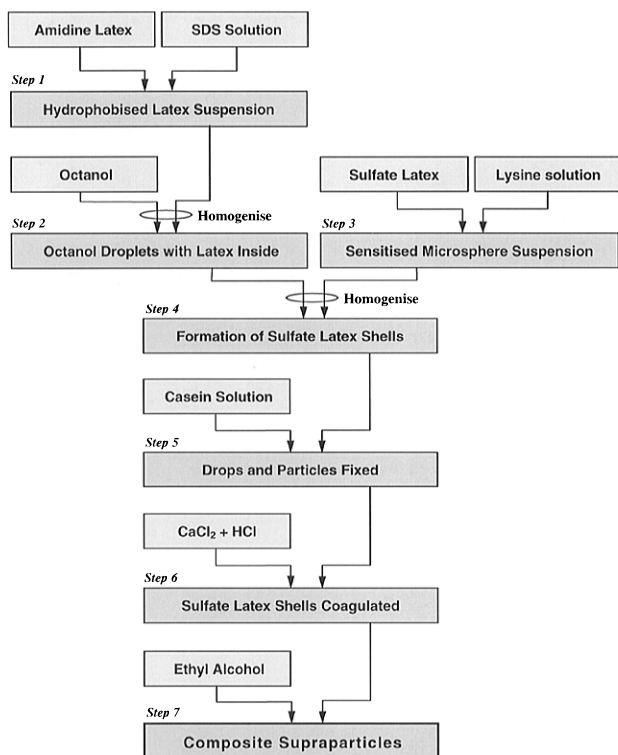 Amidine Latex
SDS Solution
Step 1
Hydrophobised Latex Suspension
Octanol
Sulfate Latex
Lysine solution
Homogenise
Step 2
Step 3
Octanol Droplets with Latex Inside
Sensitised Microsphere Suspension
Homogenise
Step 4
Formation of Sulfate Latex Shells
Casein Solution
Step 5
Drops and Particles Fixed
CaCl₂ + HCl
Step 6
Sulfate Latex Shells Coagulated
Ethyl Alcohol
Step 7
Composite Supraparticles